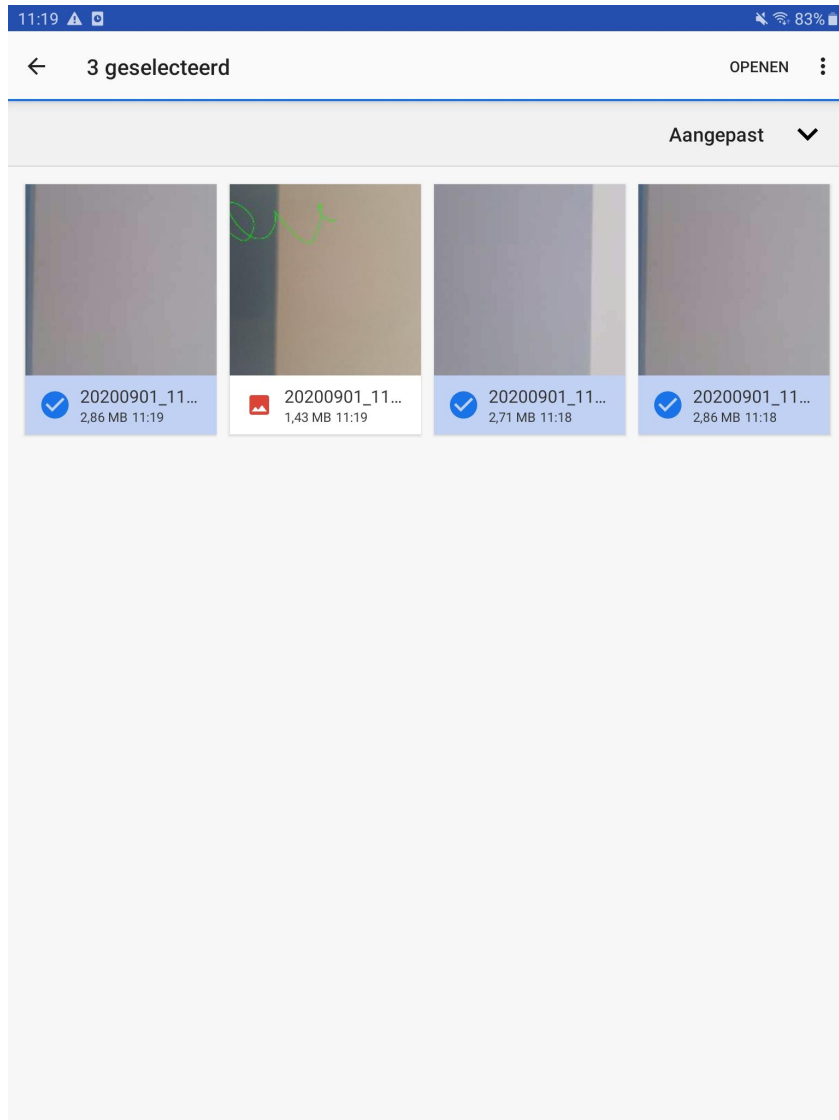 11:19 83%
3 geselecteerd OPENEN
Aangepast
20200901_11... 20200901_11... 20200901_11... 20200901_11...
2,86 MB 11:19 1,43 MB 11:19 2,71 MB 11:18 2,86 MB 11:18